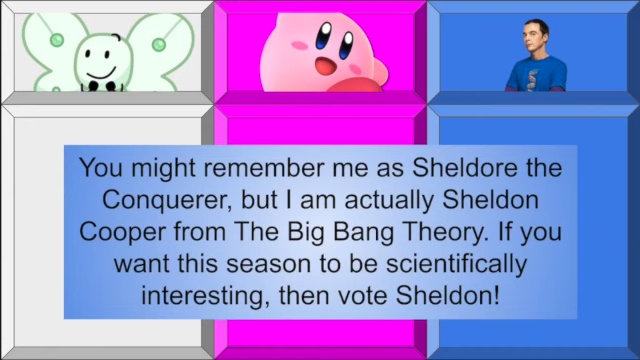 You might remember me as Sheldore the
Conquerer, but I am actually Sheldon
Cooper from The Big Bang Theory. If you
want this season to be scientifically
interesting, then vote Sheldon!